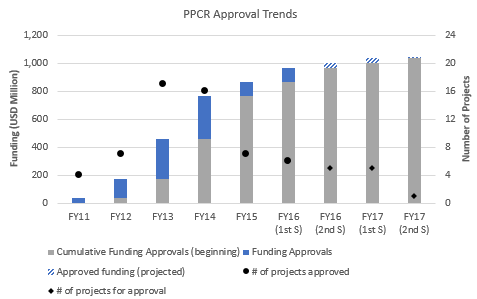 PPCR Approval Trends
Funding (USD Million)
1,200
1,000
800
600
400
200
0
24
20
16
12
8
4
0
Number of Projects
FY11 FY12 FY13 FY14 FY15 FY16 FY16 FY17 FY17
(1st S) (2nd S) (1st S) (2nd S)
Cumulative Funding Approvals (beginning) Funding Approvals
Approved funding (projected) # of projects approved
# of projects for approval